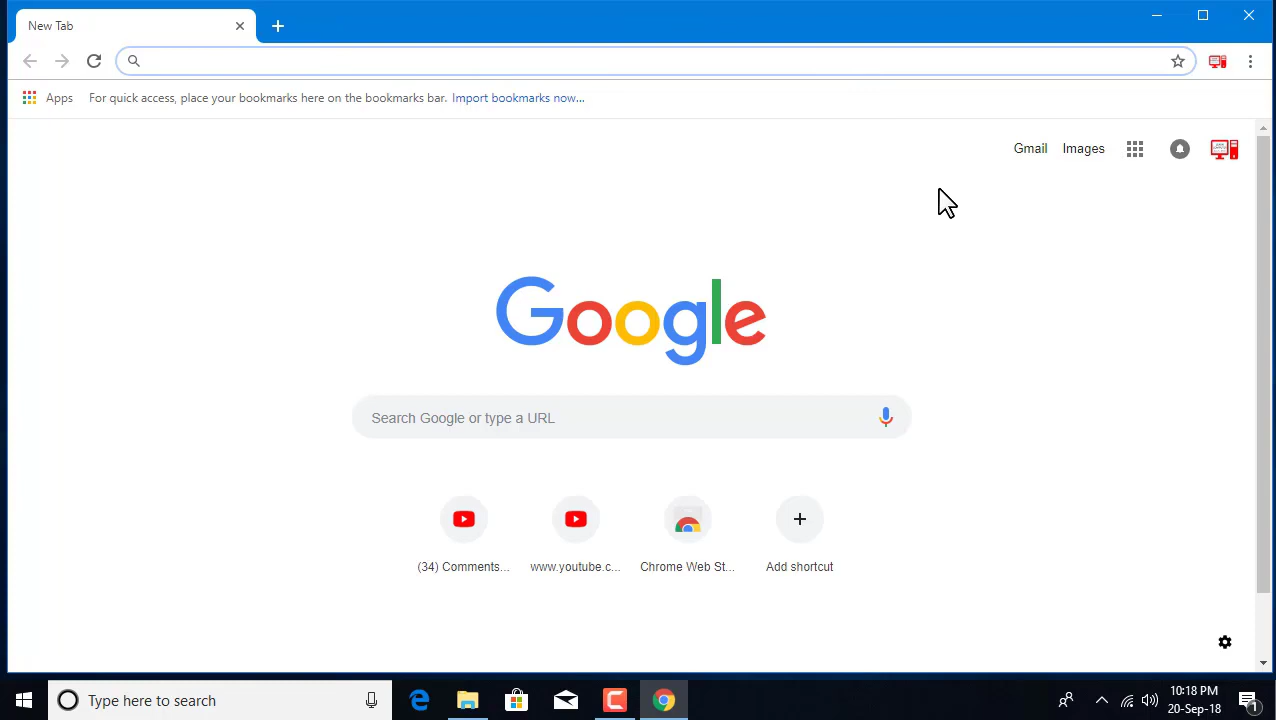 New Tab
Apps For quick access, place your bookmarks here on the bookmarks bar. Import bookmarks now...
Gmail Images
Google
Search Google or type a URL
(34) Comments... www.youtube.c... Chrome Web St... Add shortcut
Type here to search
10:18 PM
20-Sep-18
1